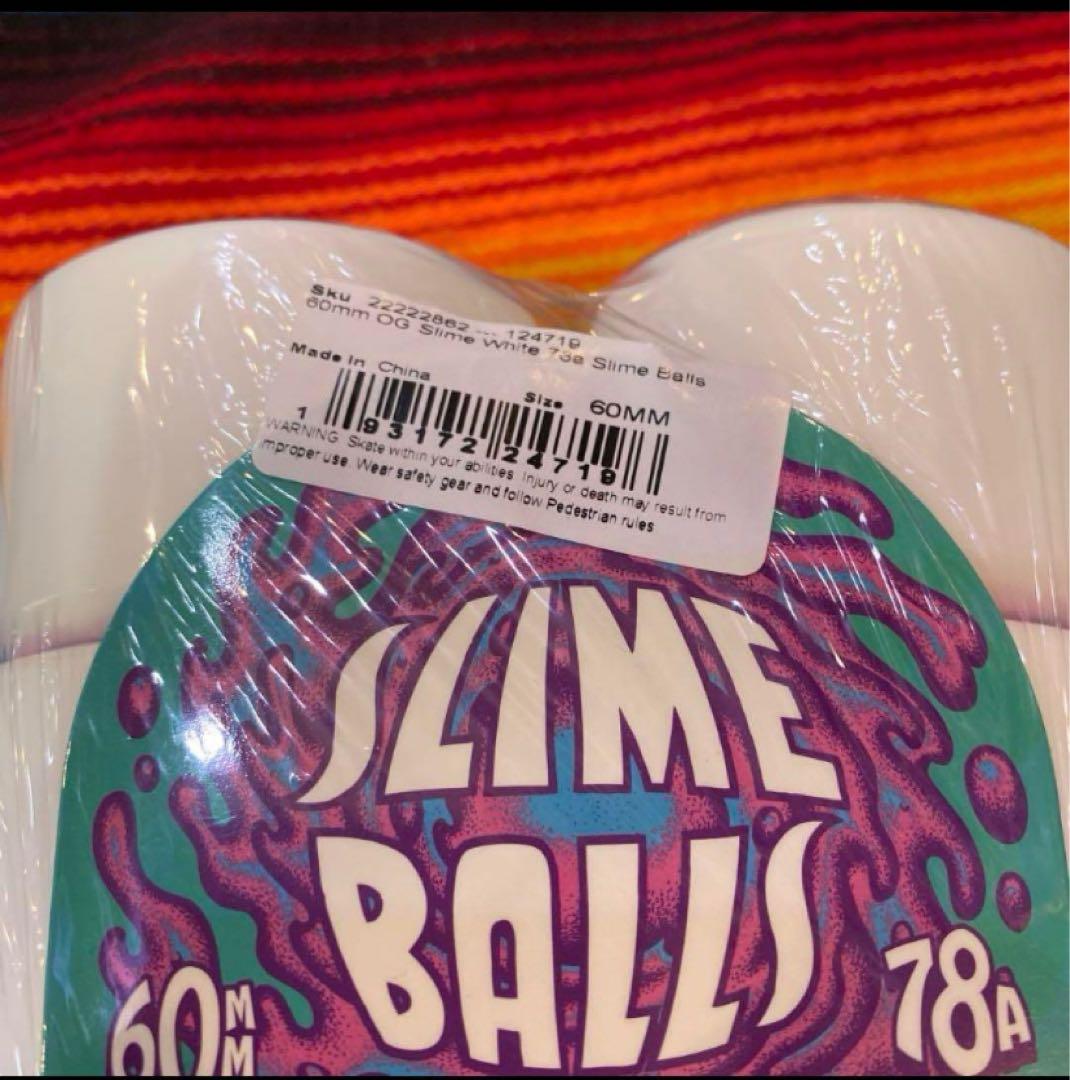 Sku 22222862 ... 124719
60mm OG Slime White 78a Slime Balls
Made In China
Size 60MM
1 93172 24719
WARNING Skate within your abilities Injury or death may result from
improper use. Wear safety gear and follow Pedestrian rules
SLIME
BALLS
60MM
78A